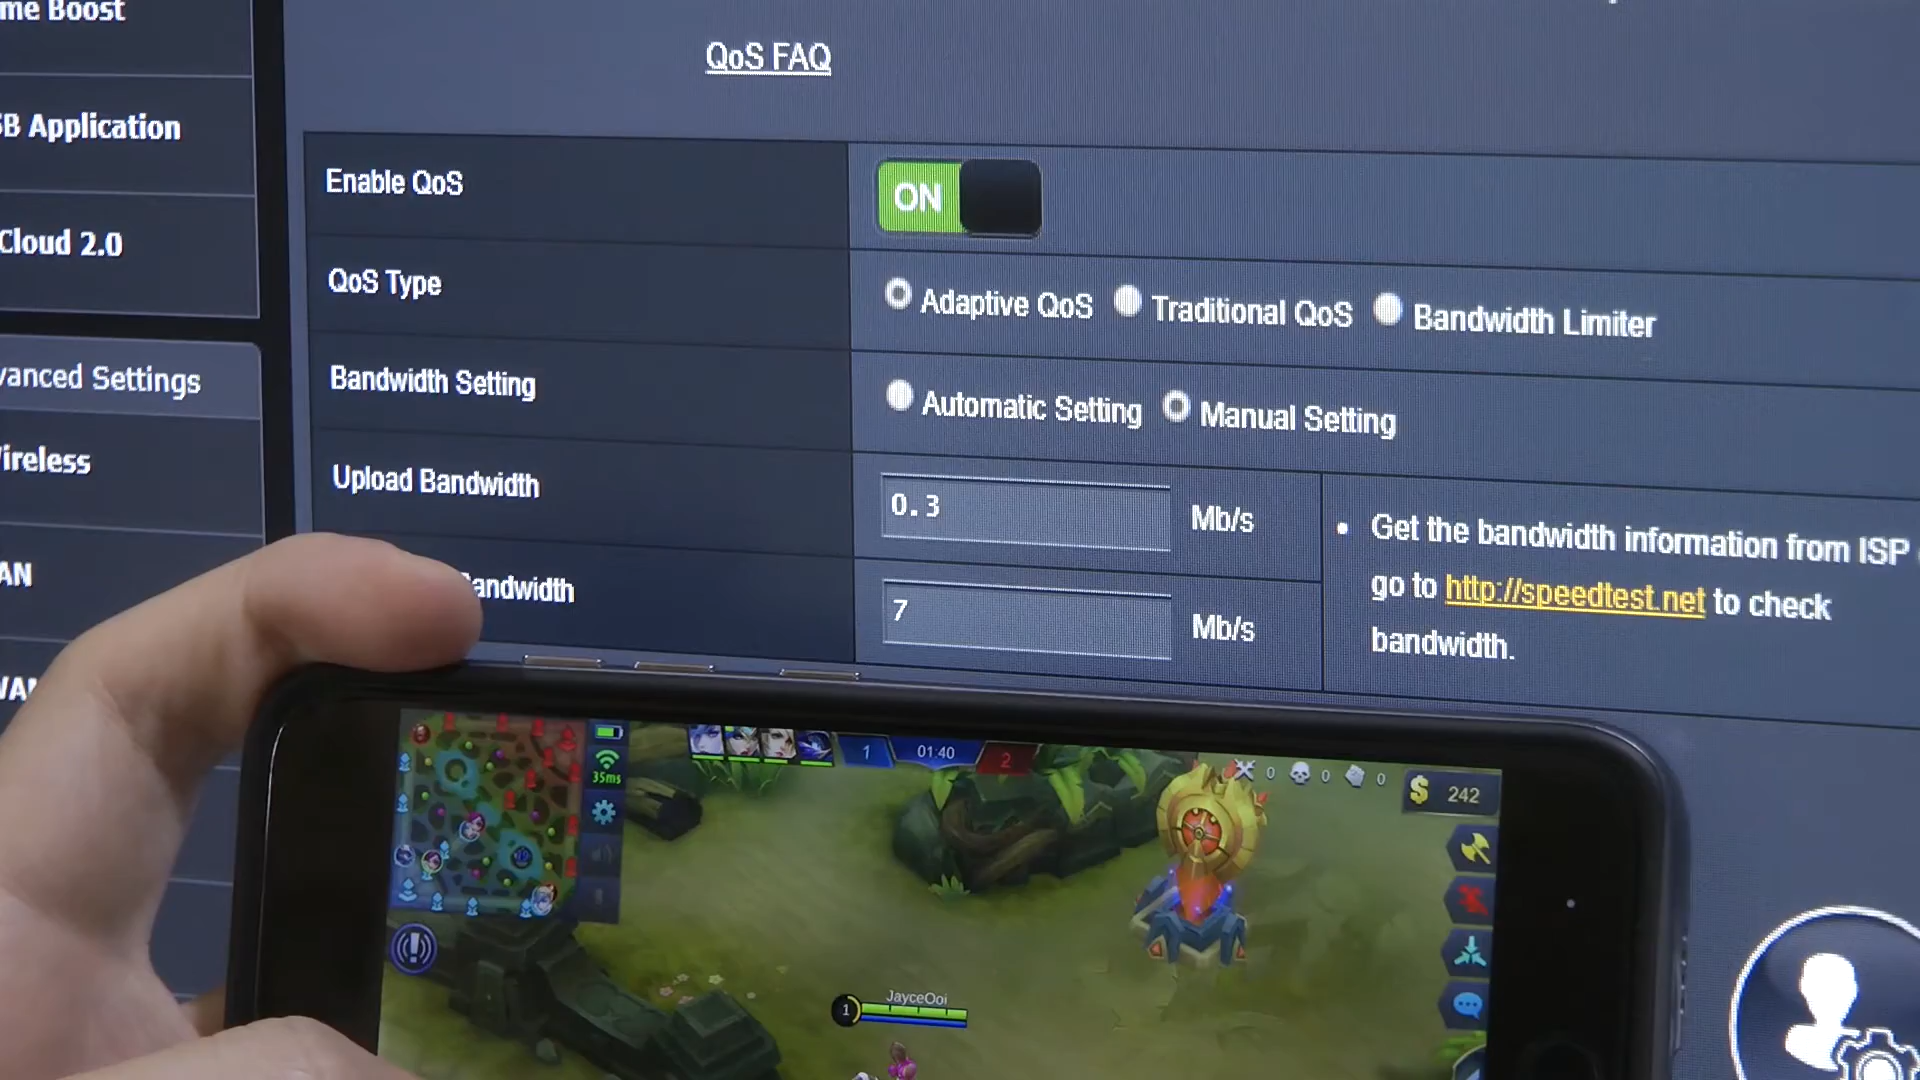 me Boost
QoS FAQ
SB Application
Cloud 2.0
Enable QoS
ON
QoS Type
Adaptive QoS
Traditional QoS
Bandwidth Limiter
vanced Settings
Bandwidth Setting
Automatic Setting
Manual Setting
ireless
Upload Bandwidth
0.3
Mb/s
Get the bandwidth information from ISP
go to http://speedtest.net to check
bandwidth.
AN
Bandwidth
7
Mb/s
WAN
1
01:40
2
35ms
0
0
0
$ 242
JayceOoi
1